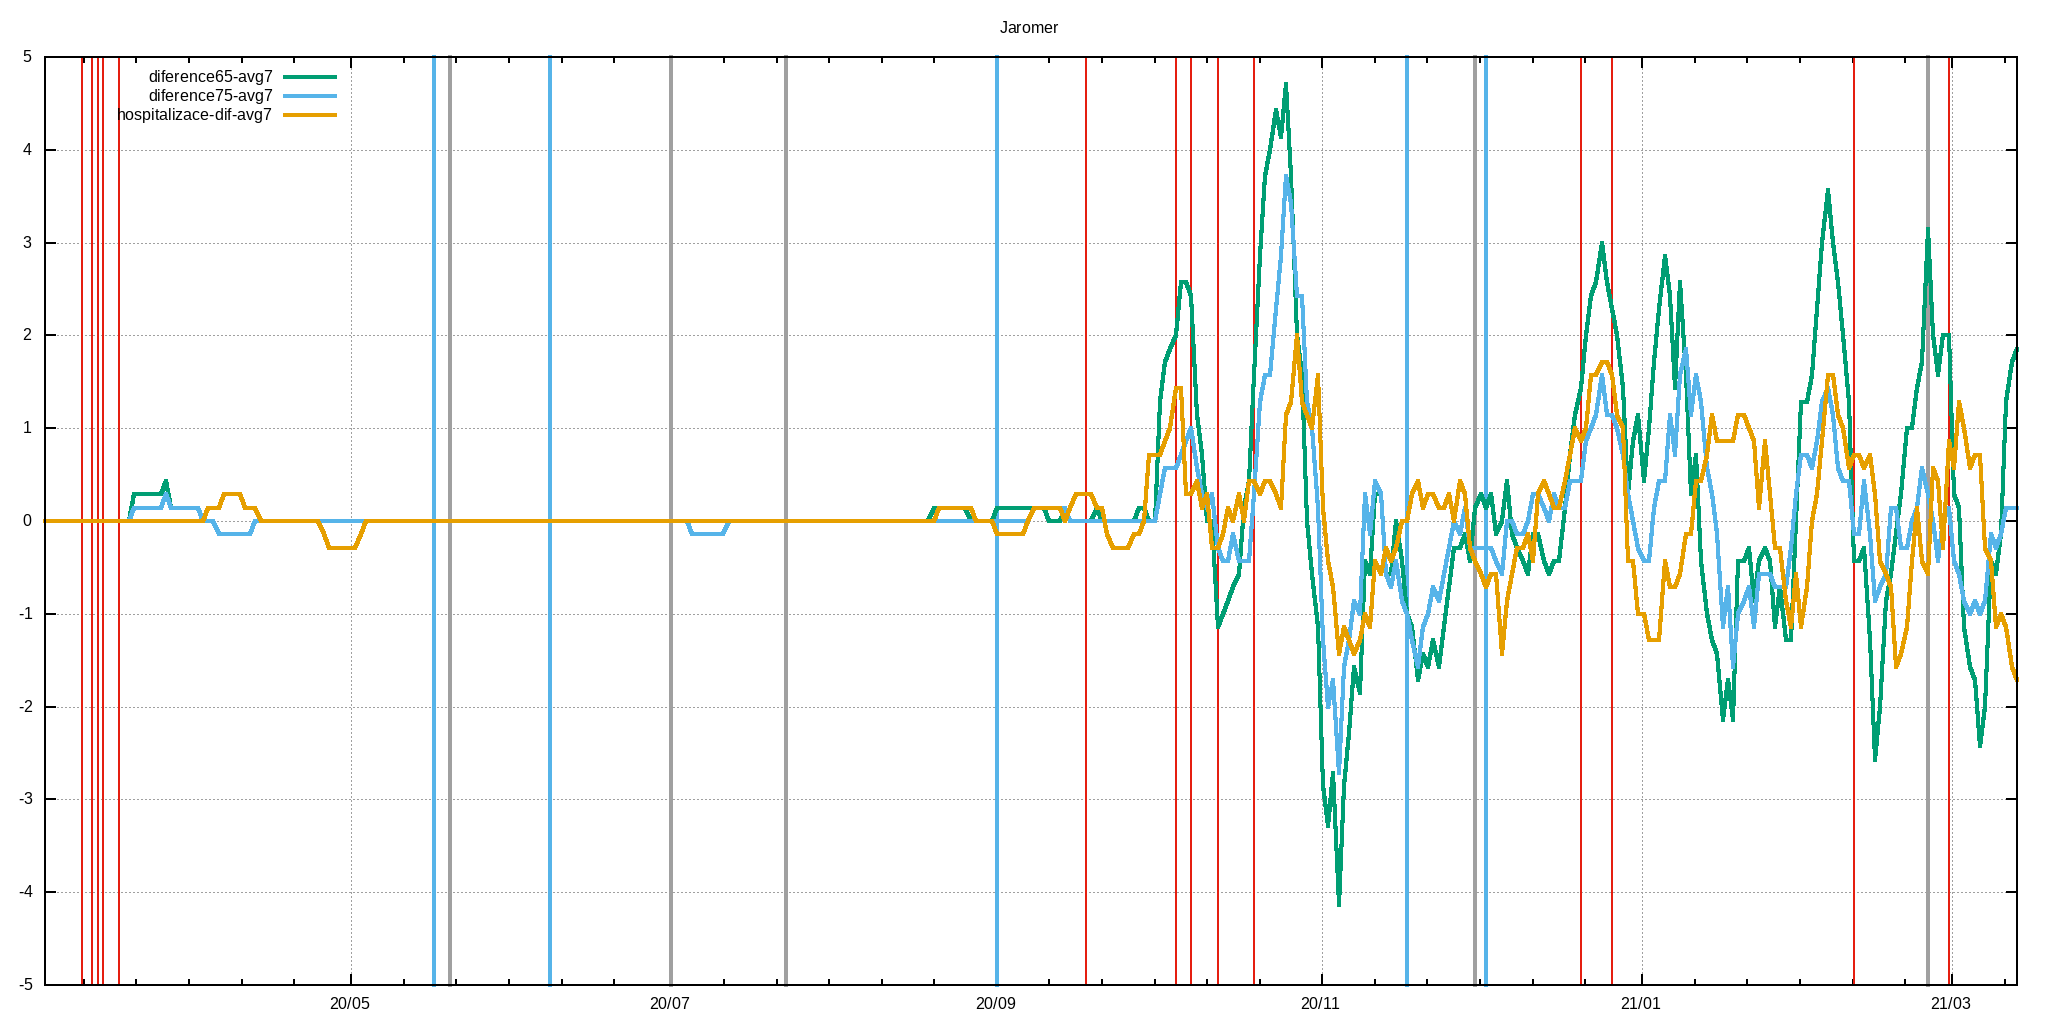 Jaromer
diference65-avg7
diference75-avg7
hospitalizace-dif-avg7
5
4
3
2
1
0
-1
-2
-3
-4
-5
20/05 20/07 20/09 20/11 21/01 21/03